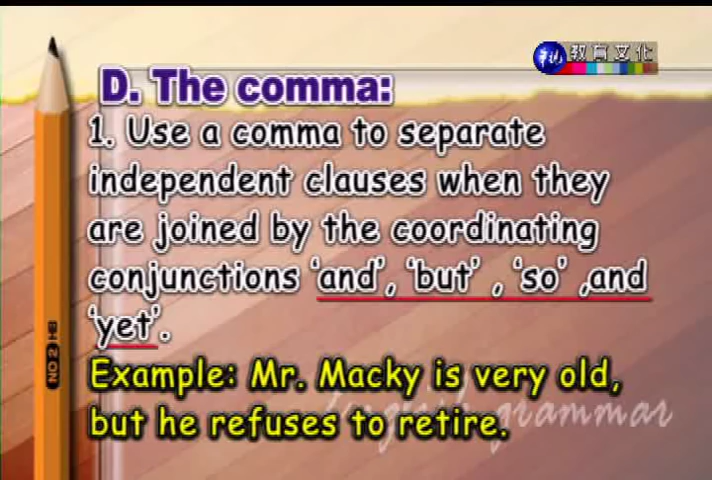 華視 教育文化
D. The comma:
1. Use a comma to separate
independent clauses when they
are joined by the coordinating
conjunctions ‘and’, ‘but’ , ‘so’ ,and
‘yet’.
Example: Mr. Macky is very old,
but he refuses to retire.
English grammar
NO 2 HB